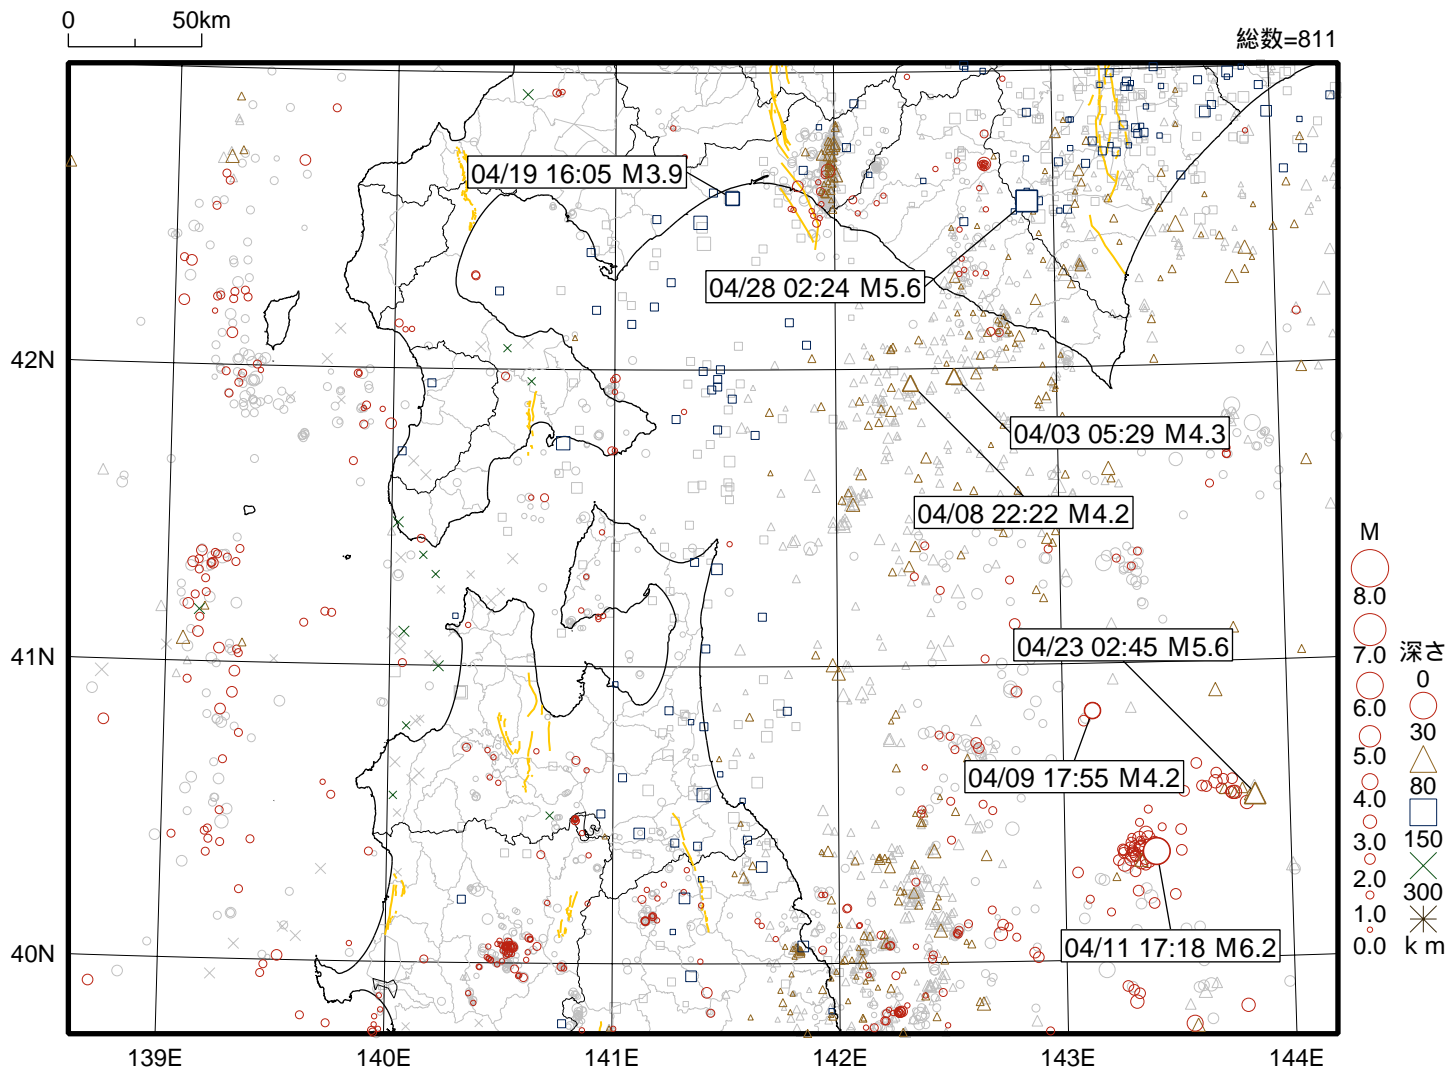 0 50km
総数=811
04/19 16:05 M3.9
04/28 02:24 M5.6
42N
04/03 05:29 M4.3
04/08 22:22 M4.2
41N
04/23 02:45 M5.6
04/09 17:55 M4.2
04/11 17:18 M6.2
40N
139E 140E 141E 142E 143E 144E
M
8.0
7.0
6.0
5.0
4.0
3.0
2.0
1.0
0.0
深さ
0
30
80
150
300
km